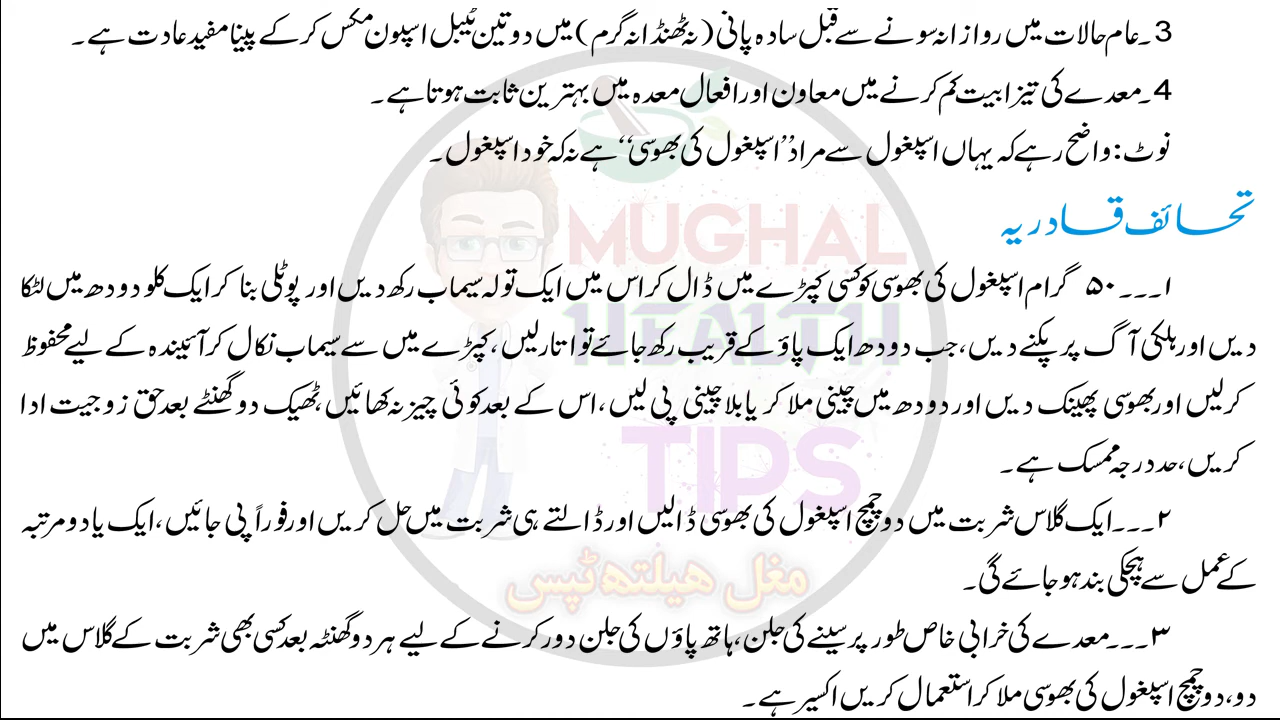 3۔عام حالات میں روازانہ سونے سے قبل سادہ پانی (نہ ٹھنڈا نہ گرم) میں دو تین ٹیبل اسپون مکس کر کے پینا مفید عادت ہے۔
4۔معدے کی تیزابیت کم کرنے میں معاون اور افعال معدہ میں بہترین ثابت ہوتا ہے۔
نوٹ: واضح رہے کہ یہاں اسپغول سے مراد ”اسپغول کی بھوسی“ ہے نہ کہ خود اسپغول۔
تحائف قادریہ
۱۔۔۔۵۰ گرام اسپغول کی بھوسی کو کسی کپڑے میں ڈال کر اس میں ایک تولہ سیماب رکھ دیں اور پوٹلی بنا کر ایک کلو دودھ میں لٹکا
دیں اور ہلکی آگ پر پکنے دیں، جب دودھ ایک پاؤ کے قریب رکھ جائے تو اتار لیں، کپڑے میں سے سیماب نکال کر آئیندہ کے لیے محفوظ
کر لیں اور بھوسی پھینک دیں اور دودھ میں چینی ملا کر یا بلا چینی پی لیں، اس کے بعد کوئی چیز نہ کھائیں، ٹھیک دو گھنٹے بعد حق زوجیت ادا
کریں، حد درجہ ممسک ہے۔
۲۔۔۔ایک گلاس شربت میں دو چمچ اسپغول کی بھوسی ڈالیں اور ڈالتے ہی شربت میں حل کریں اور فوراً پی جائیں، ایک یا دو مرتبہ
کے عمل سے ہچکی بند ہو جائے گی۔
۳۔۔۔معدے کی خرابی خاص طور پر سینے کی جلن، ہاتھ پاؤں کی جلن دور کرنے کے لیے ہر دو گھنٹہ بعد کسی بھی شربت کے گلاس میں
دو، دو چمچ اسپغول کی بھوسی ملا کر استعمال کریں اکسیر ہے۔
MUGHAL
HEALTH
TIPS
مغل ھیلتھ ٹپس